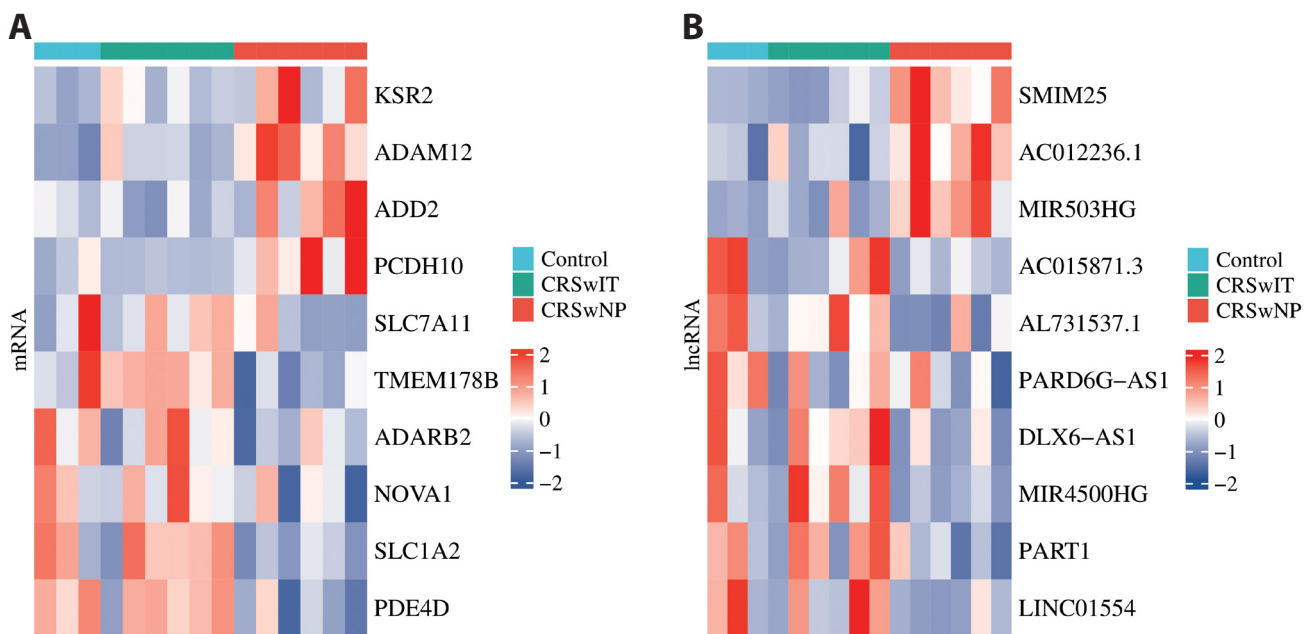 A
KSR2
ADAM12
ADD2
PCDH10
SLC7A11
TMEM178B
ADARB2
NOVA1
SLC1A2
PDE4D
mRNA
Control
CRSwIT
CRSwNP
2
1
0
−1
−2
B
SMIM25
AC012236.1
MIR503HG
AC015871.3
AL731537.1
PARD6G−AS1
DLX6−AS1
MIR4500HG
PART1
LINC01554
lncRNA
Control
CRSwIT
CRSwNP
2
1
0
−1
−2